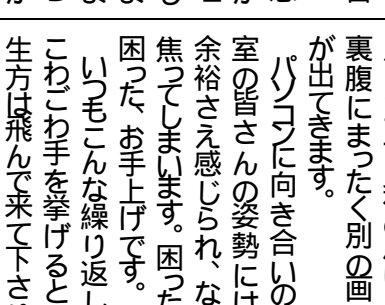 裏腹にまったく別の画
が出てきます。
パソコンに向き合いの
室の皆さんの姿勢には
余裕さえ感じられ、な
焦ってしまいます。困った
困った、お手上げです。
いつもこんな繰り返し
こわごわ手を挙げると
生方は飛んで来て下さ